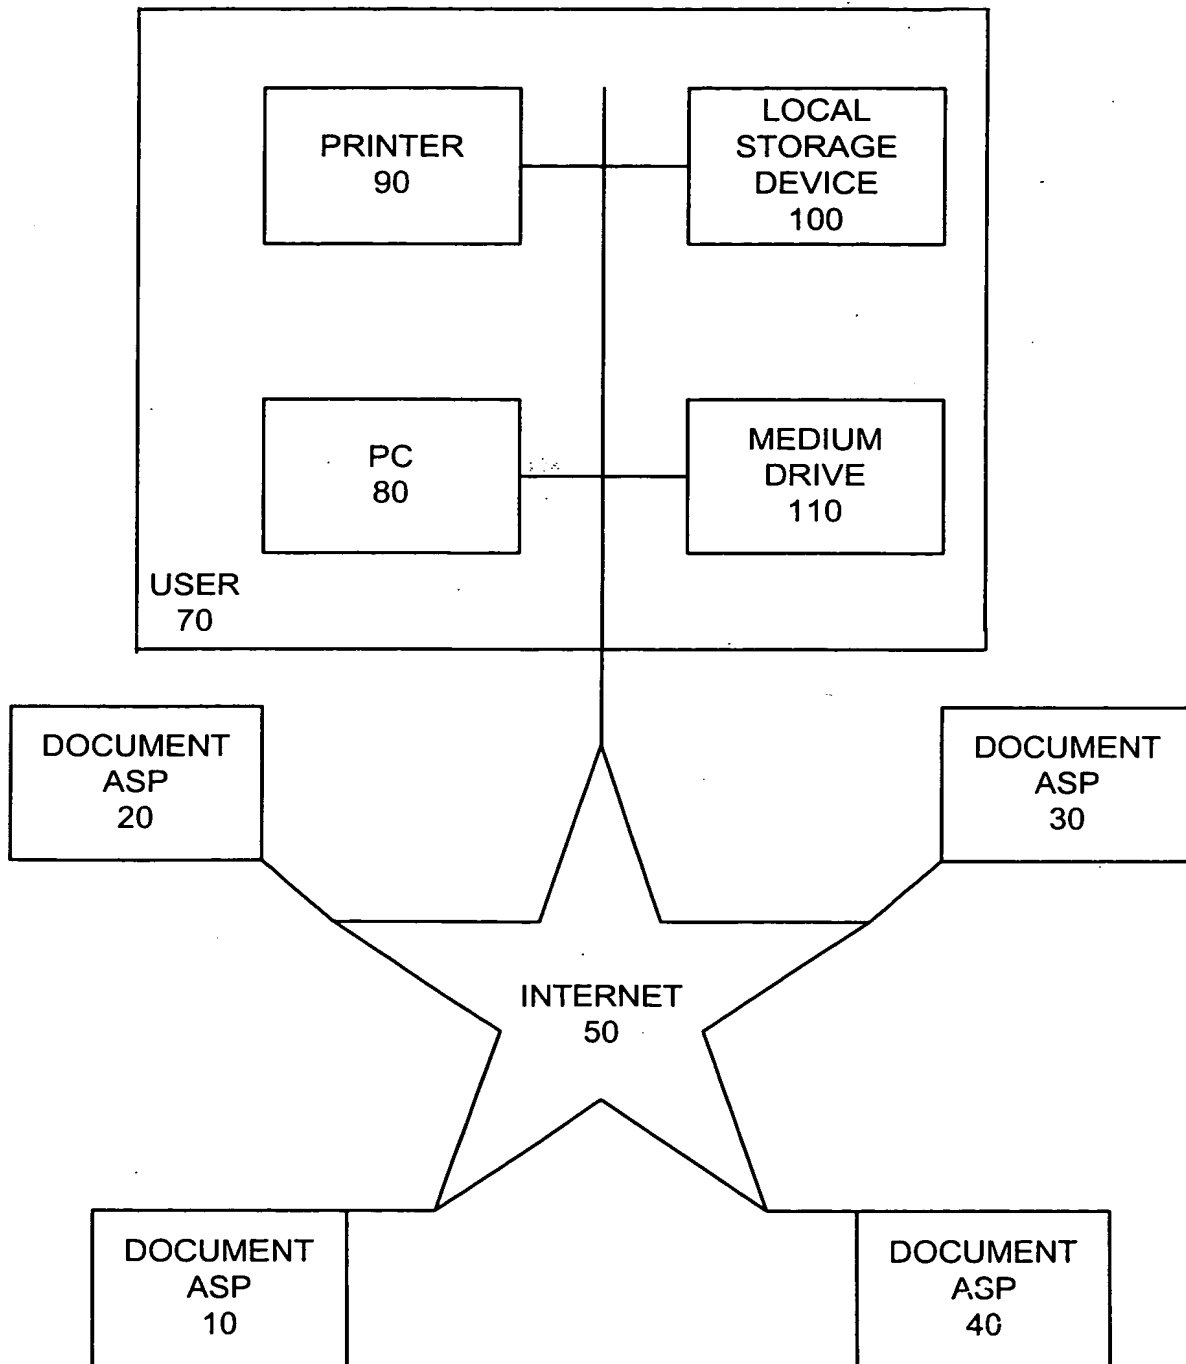 PRINTER
90
LOCAL
STORAGE
DEVICE
100
PC
80
MEDIUM
DRIVE
110
USER
70
DOCUMENT
ASP
20
DOCUMENT
ASP
30
INTERNET
50
DOCUMENT
ASP
10
DOCUMENT
ASP
40